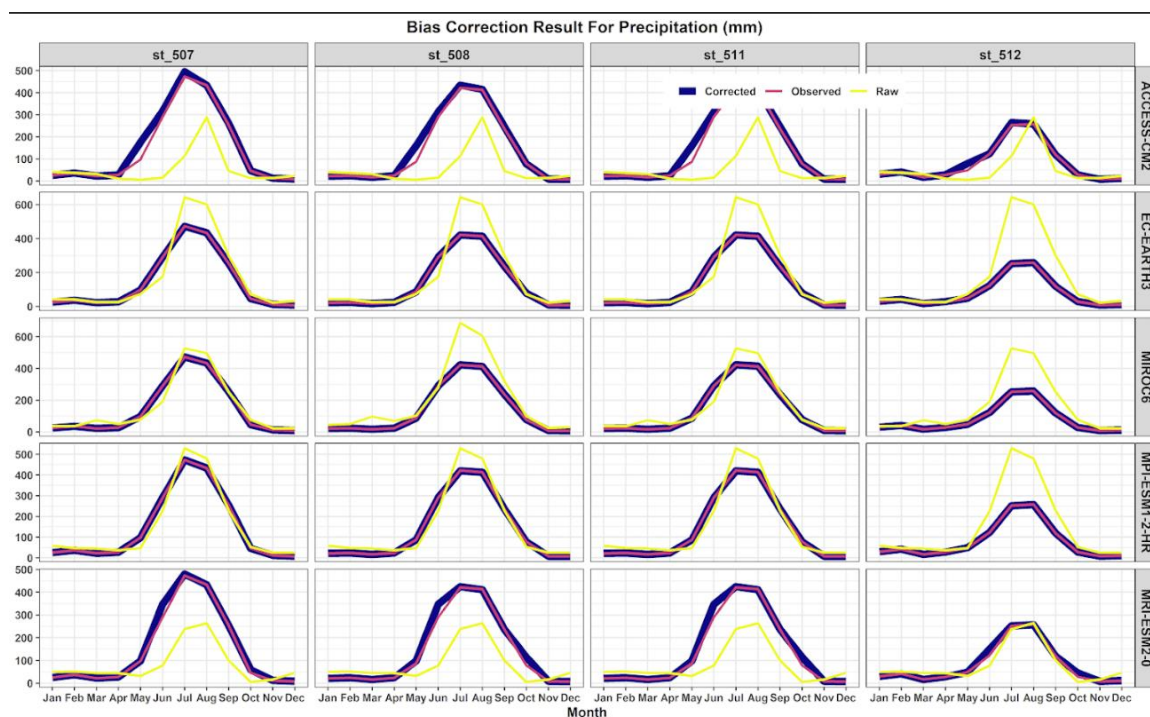 Bias Correction Result For Precipitation (mm)
st_507 st_508 st_511 st_512
Corrected Observed Raw
500
400
300
200
100
0
ACCESS-CM2
600
400
200
0
EC-EARTH3
600
400
200
0
MIROC6
500
400
300
200
100
0
MPI-ESM1-2-HR
500
400
300
200
100
0
MRI-ESM2-0
Jan Feb Mar Apr May Jun Jul Aug Sep Oct Nov Dec Jan Feb Mar Apr May Jun Jul Aug Sep Oct Nov Dec Jan Feb Mar Apr May Jun Jul Aug Sep Oct Nov Dec Jan Feb Mar Apr May Jun Jul Aug Sep Oct Nov Dec
Month